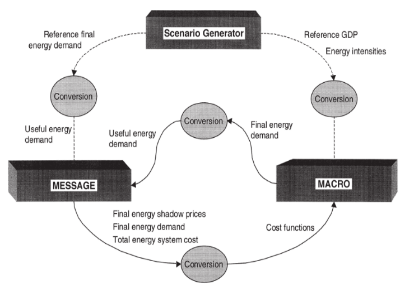 Scenario Generator
Reference final
energy demand
Reference GDP
Energy intensities
Conversion
Conversion
Conversion
Useful energy
demand
Useful energy
demand
Final energy
demand
MESSAGE
MACRO
Final energy shadow prices
Final energy demand
Total energy system cost
Cost functions
Conversion